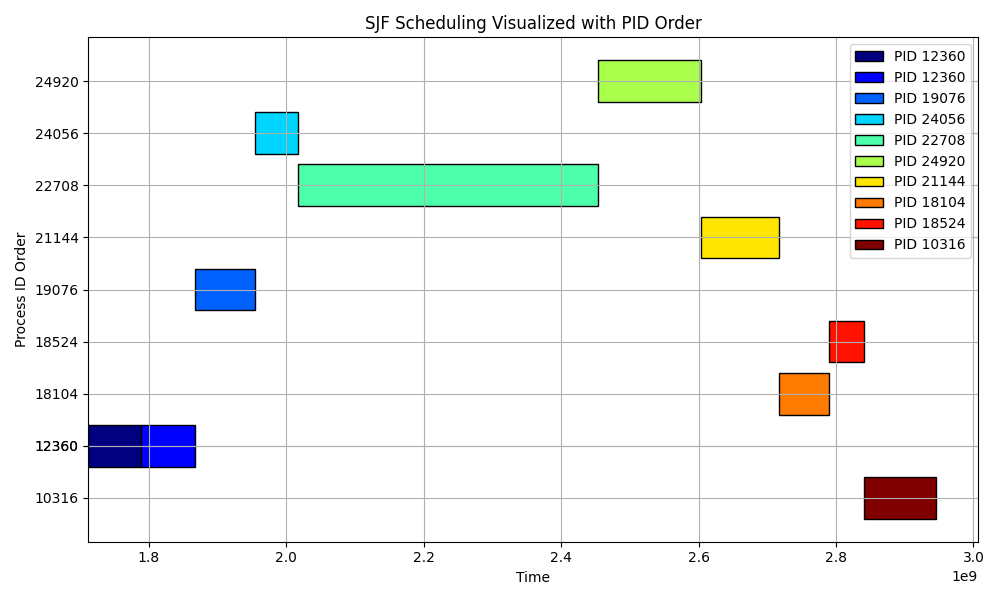 SJF Scheduling Visualized with PID Order
Process ID Order
24920
24056
22708
21144
19076
18524
18104
12360
10316
PID 12360
PID 12360
PID 19076
PID 24056
PID 22708
PID 24920
PID 21144
PID 18104
PID 18524
PID 10316
1.8 2.0 2.2 2.4 2.6 2.8 3.0
1e9
Time